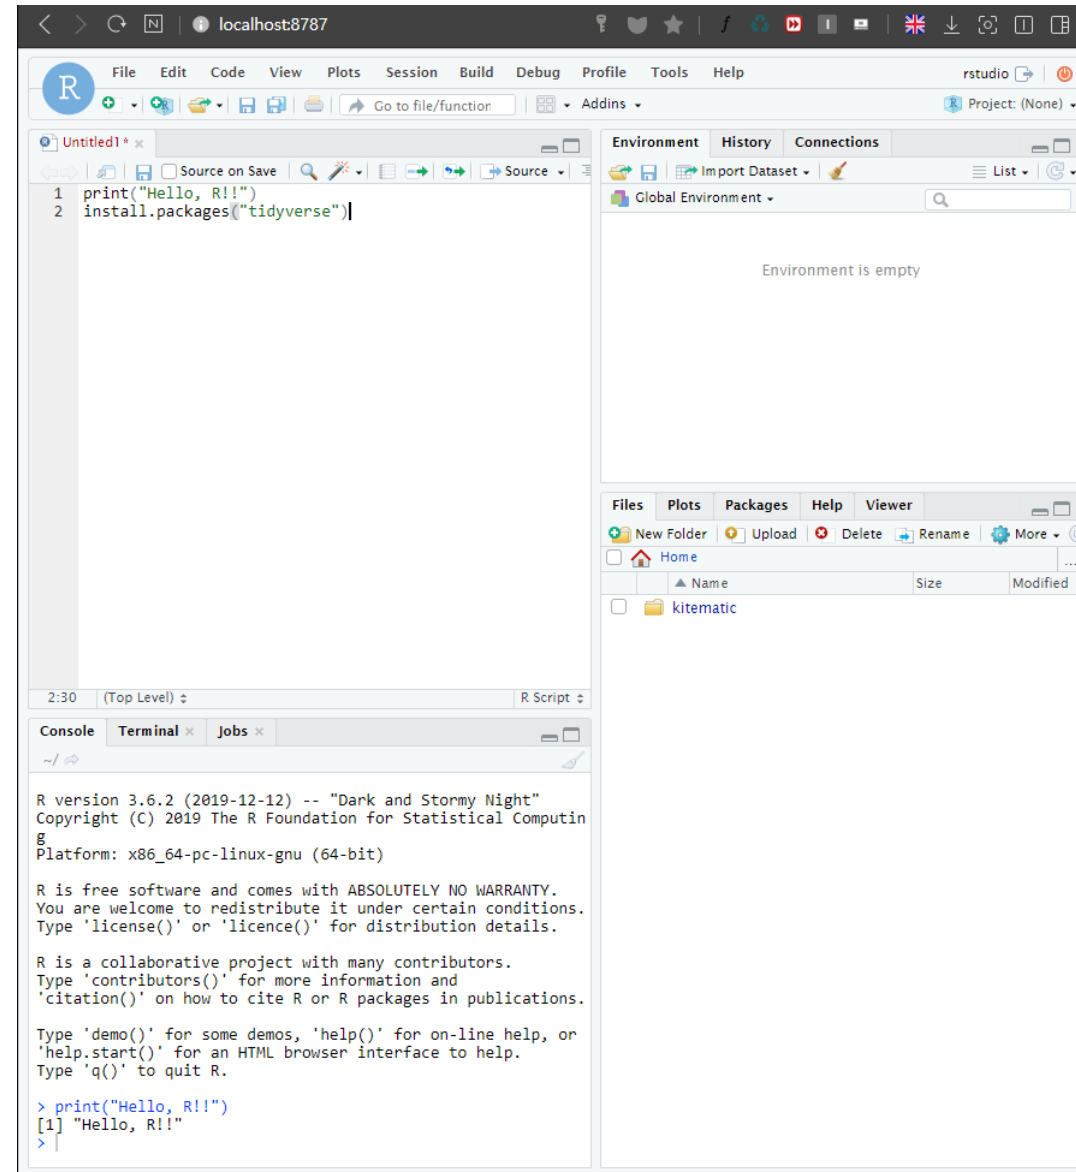 localhost:8787
File Edit Code View Plots Session Build Debug Profile Tools Help rstudio
Go to file/function Addins Project: (None)
Untitled1*
Source on Save Source
1 print("Hello, R!!")
2 install.packages("tidyverse")
2:30 (Top Level) R Script
Console Terminal Jobs
~/
R version 3.6.2 (2019-12-12) -- "Dark and Stormy Night"
Copyright (C) 2019 The R Foundation for Statistical Computin
g
Platform: x86_64-pc-linux-gnu (64-bit)
R is free software and comes with ABSOLUTELY NO WARRANTY.
You are welcome to redistribute it under certain conditions.
Type 'license()' or 'licence()' for distribution details.
R is a collaborative project with many contributors.
Type 'contributors()' for more information and
'citation()' on how to cite R or R packages in publications.
Type 'demo()' for some demos, 'help()' for on-line help, or
'help.start()' for an HTML browser interface to help.
Type 'q()' to quit R.
> print("Hello, R!!")
[1] "Hello, R!!"
>
Environment History Connections
Import Dataset List
Global Environment
Environment is empty
Files Plots Packages Help Viewer
New Folder Upload Delete Rename More
Home ...
Name Size Modified
kitematic